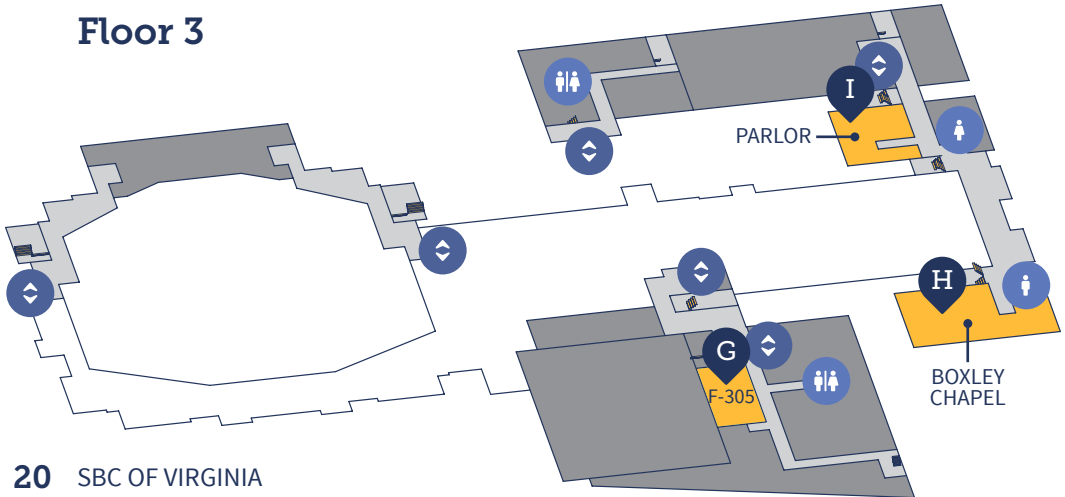 Floor 3
I
PARLOR
H
G
F-305
BOXLEY
CHAPEL
20 SBC OF VIRGINIA